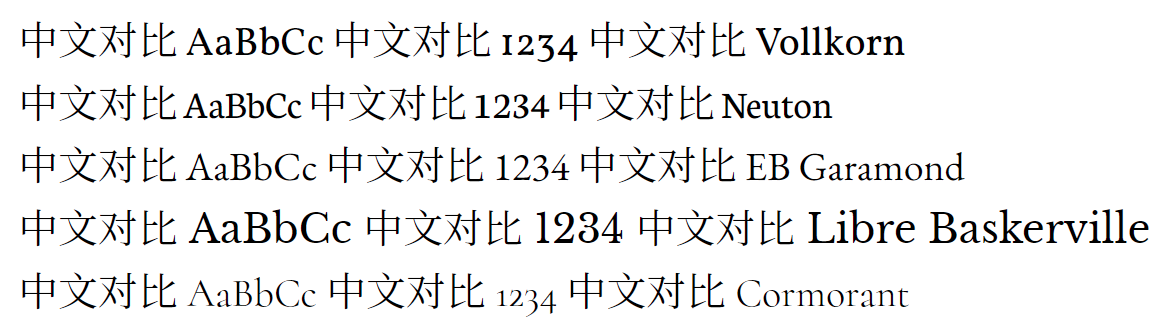 中文对比 AaBbCc 中文对比 1234 中文对比 Vollkorn
中文对比 AaBbCc 中文对比 1234 中文对比 Neuton
中文对比 AaBbCc 中文对比 1234 中文对比 EB Garamond
中文对比 AaBbCc 中文对比 1234 中文对比 Libre Baskerville
中文对比 AaBbCc 中文对比 1234 中文对比 Cormorant